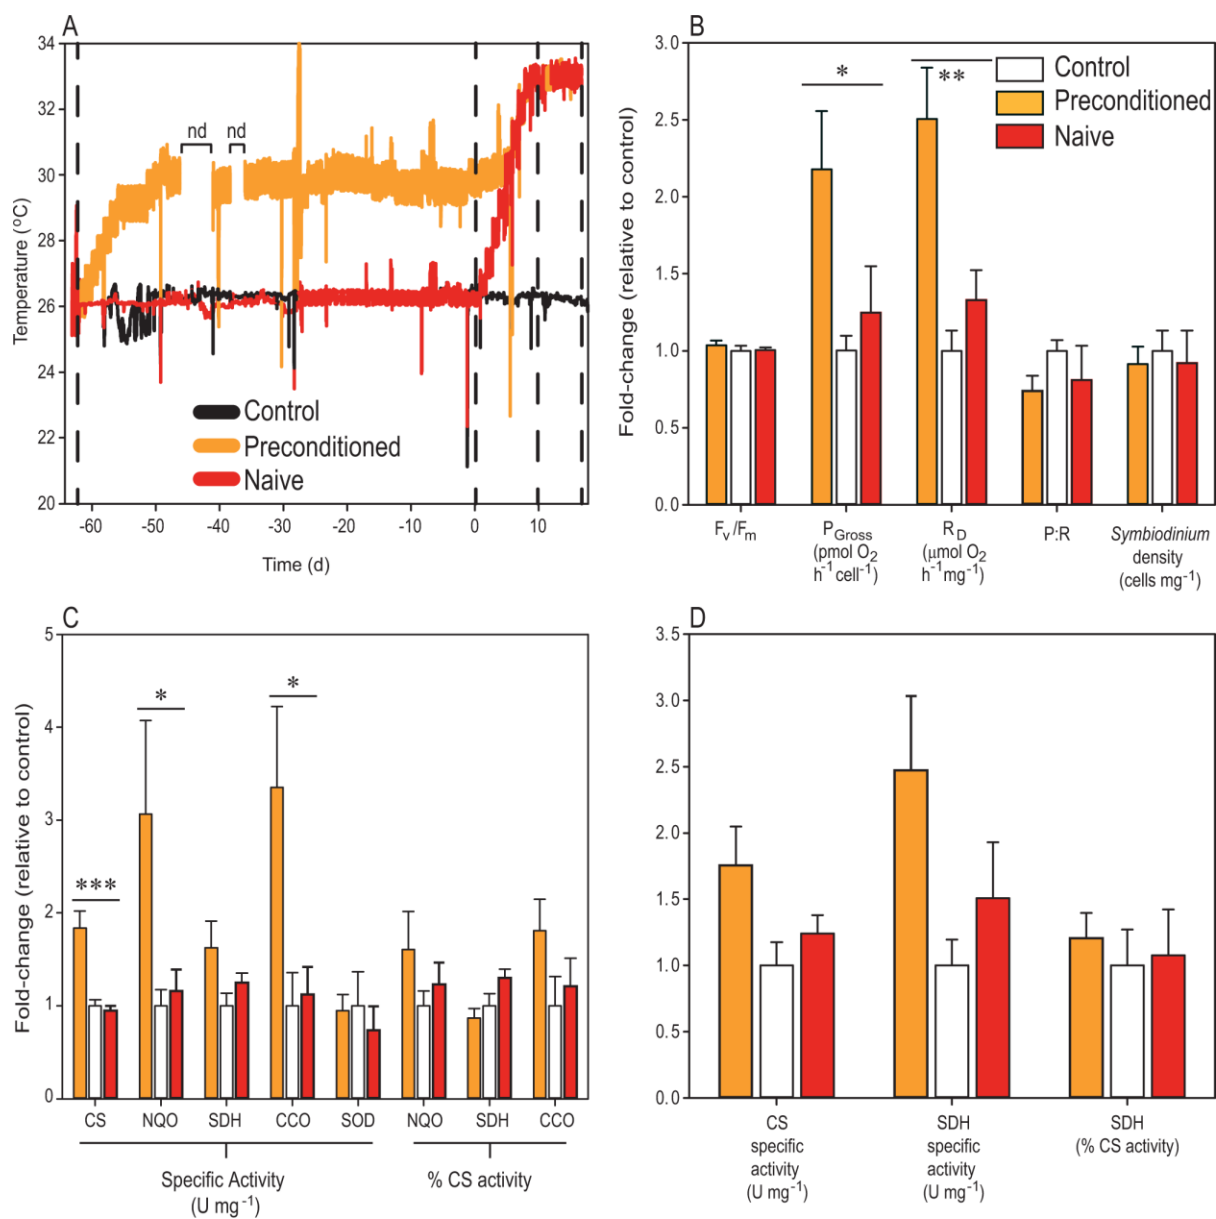 A
34
32
30
28
26
24
22
20
Temperature (ºC)
nd
nd
Control
Preconditioned
Naive
-60
-50
-40
-30
-20
-10
0
10
Time (d)
B
3.0
2.5
2.0
1.5
1.0
0.5
0.0
Fold-change (relative to control)
*
**
Control
Preconditioned
Naive
Fv/Fm
PGross
(pmol O2
h-1 cell-1)
RD
(μmol O2
h-1mg-1)
P:R
Symbiodinium
density
(cells mg-1)
C
5
4
3
2
1
0
Fold-change (relative to control)
***
*
*
CS
NQO
SDH
CCO
SOD
NQO
SDH
CCO
Specific Activity
(U mg-1)
% CS activity
D
3.5
3.0
2.5
2.0
1.5
1.0
0.5
0.0
CS
specific
activity
(U mg-1)
SDH
specific
activity
(U mg-1)
SDH
(% CS activity)